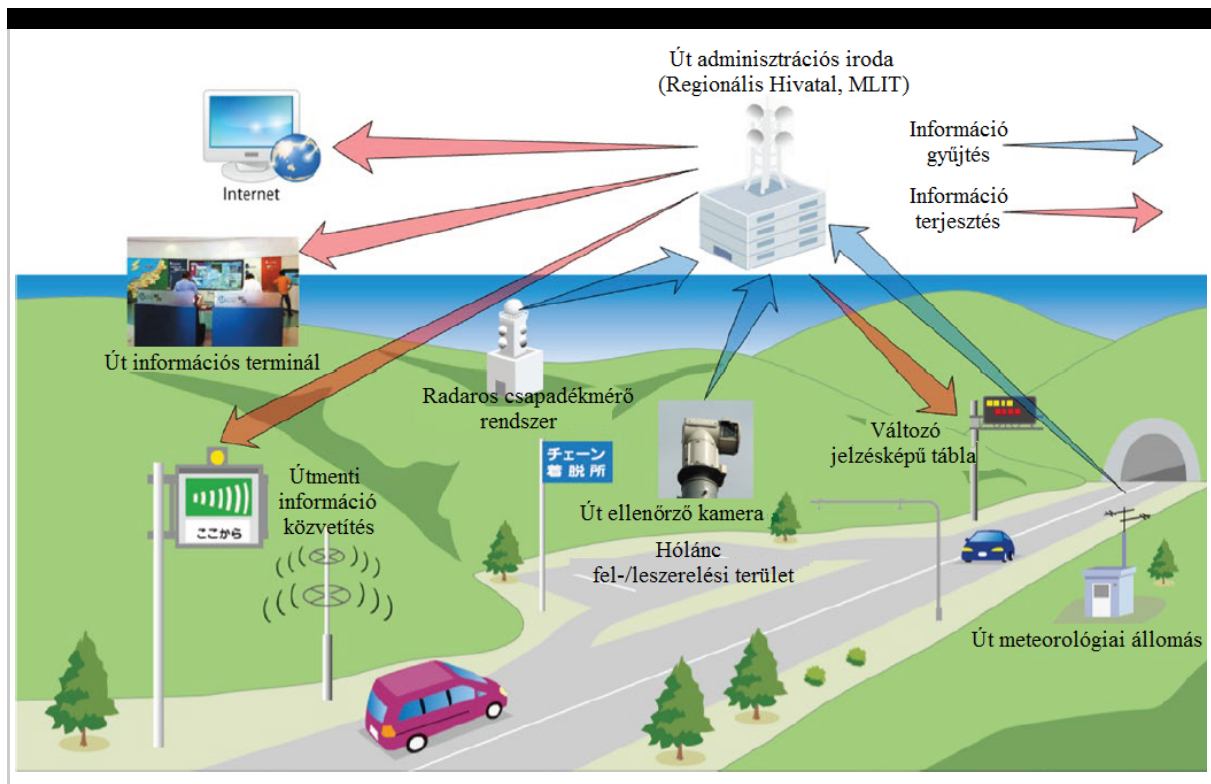 Út adminisztrációs iroda
(Regionális Hivatal, MLIT)
Internet
Információ
gyűjtés
Információ
terjesztés
Út információs terminál
Radaros csapadékmérő
rendszer
Változó
jelzésképű tábla
チェーン
着脱所
Útmenti
információ
közvetítés
ここから
Út ellenőrző kamera
Hólánc
fel-/leszerelési terület
Út meteorológiai állomás